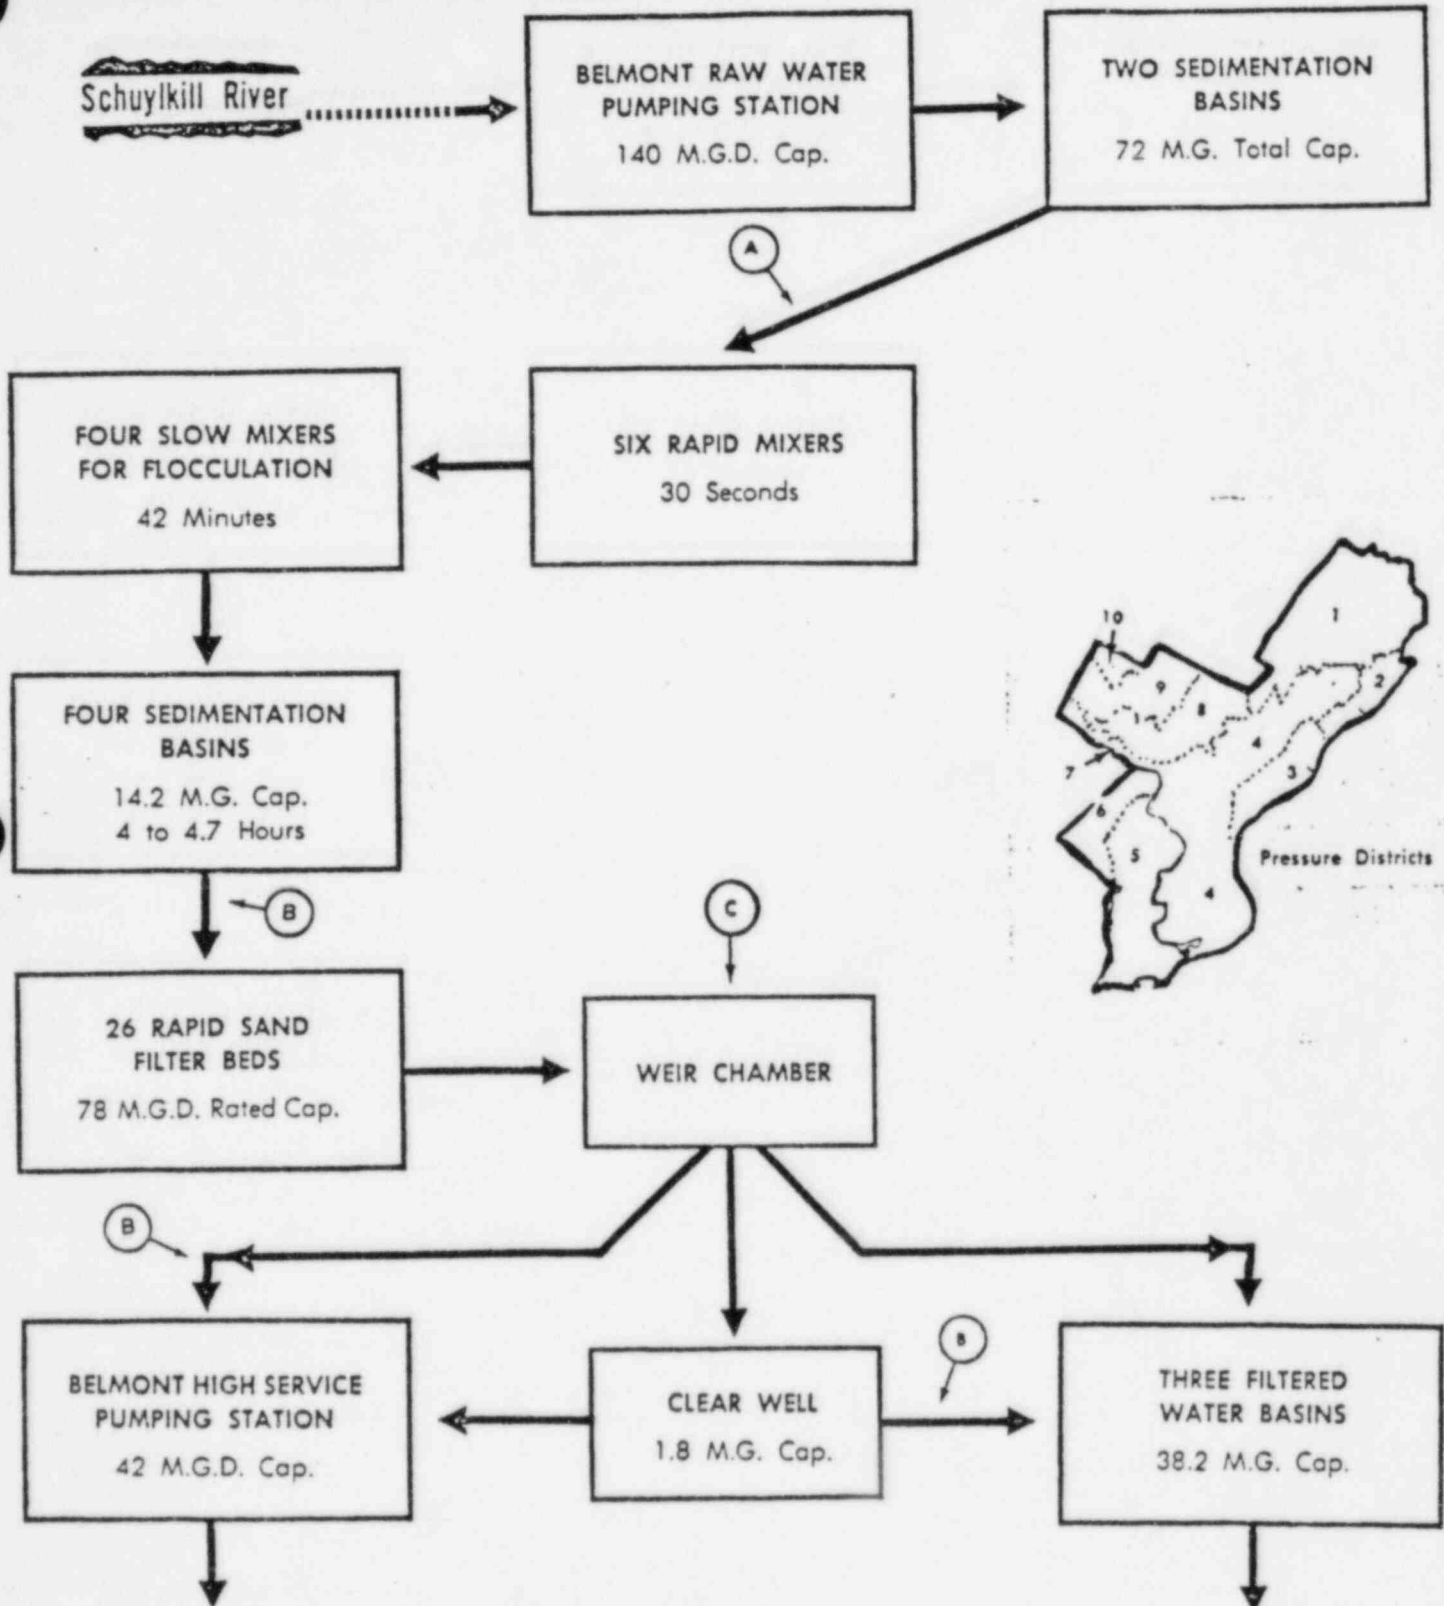 Schuylkill River
BELMONT RAW WATER
PUMPING STATION
140 M.G.D. Cap.
TWO SEDIMENTATION
BASINS
72 M.G. Total Cap.
A
FOUR SLOW MIXERS
FOR FLOCCULATION
42 Minutes
SIX RAPID MIXERS
30 Seconds
10
1
9
8
2
1
4
7
3
6
5
4
Pressure Districts
FOUR SEDIMENTATION
BASINS
14.2 M.G. Cap.
4 to 4.7 Hours
B
C
26 RAPID SAND
FILTER BEDS
78 M.G.D. Rated Cap.
WEIR CHAMBER
B
BELMONT HIGH SERVICE
PUMPING STATION
42 M.G.D. Cap.
CLEAR WELL
1.8 M.G. Cap.
B
THREE FILTERED
WATER BASINS
38.2 M.G. Cap.